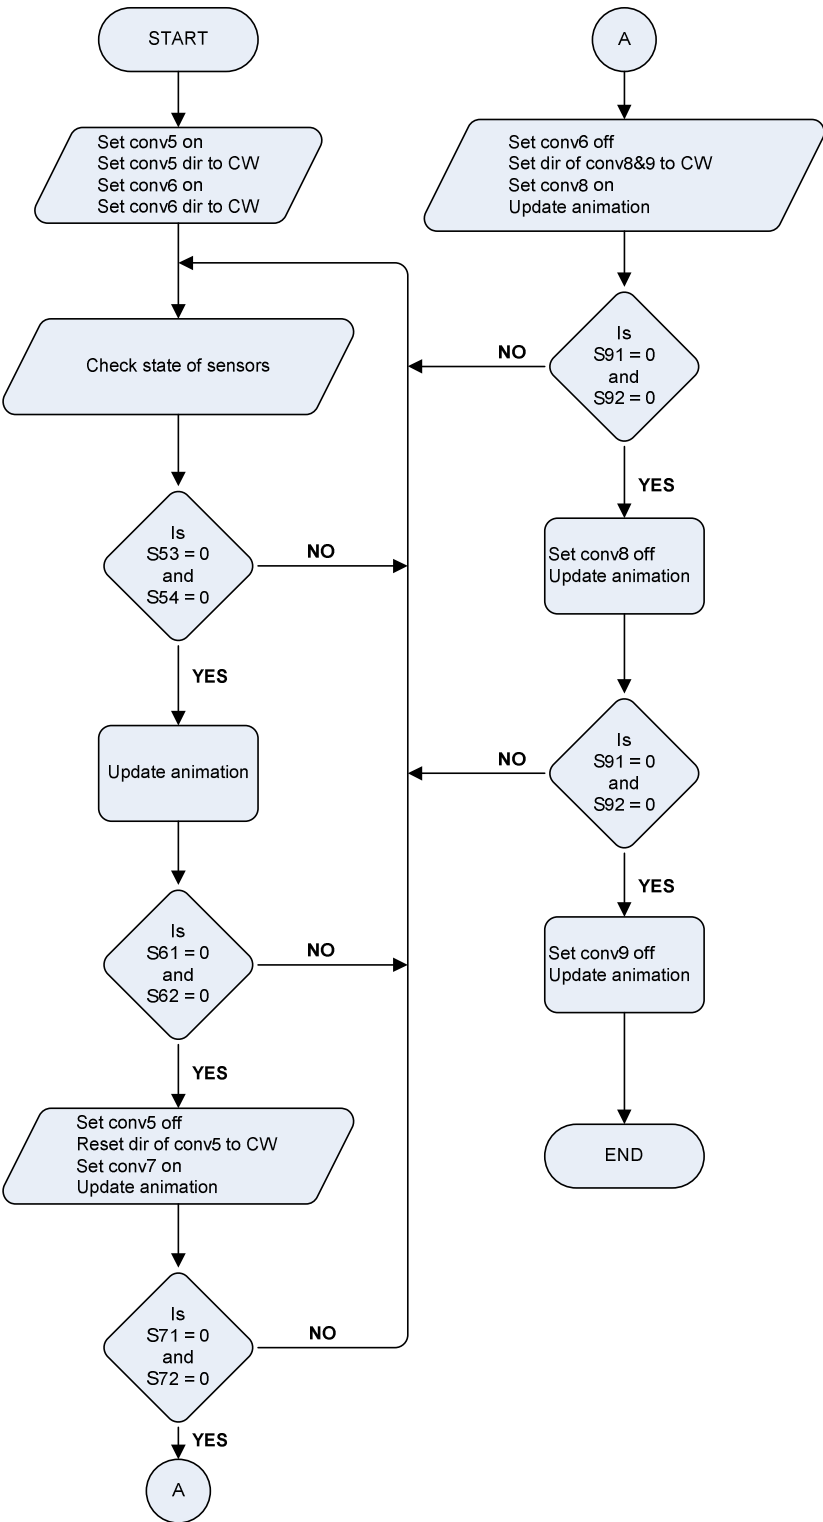 START
Set conv5 on
Set conv5 dir to CW
Set conv6 on
Set conv6 dir to CW
Check state of sensors
Is
S53 = 0
and
S54 = 0
NO
YES
Update animation
Is
S61 = 0
and
S62 = 0
NO
YES
Set conv5 off
Reset dir of conv5 to CW
Set conv7 on
Update animation
Is
S71 = 0
and
S72 = 0
NO
YES
A
A
Set conv6 off
Set dir of conv8&9 to CW
Set conv8 on
Update animation
Is
S91 = 0
and
S92 = 0
NO
YES
Set conv8 off
Update animation
Is
S91 = 0
and
S92 = 0
NO
YES
Set conv9 off
Update animation
END